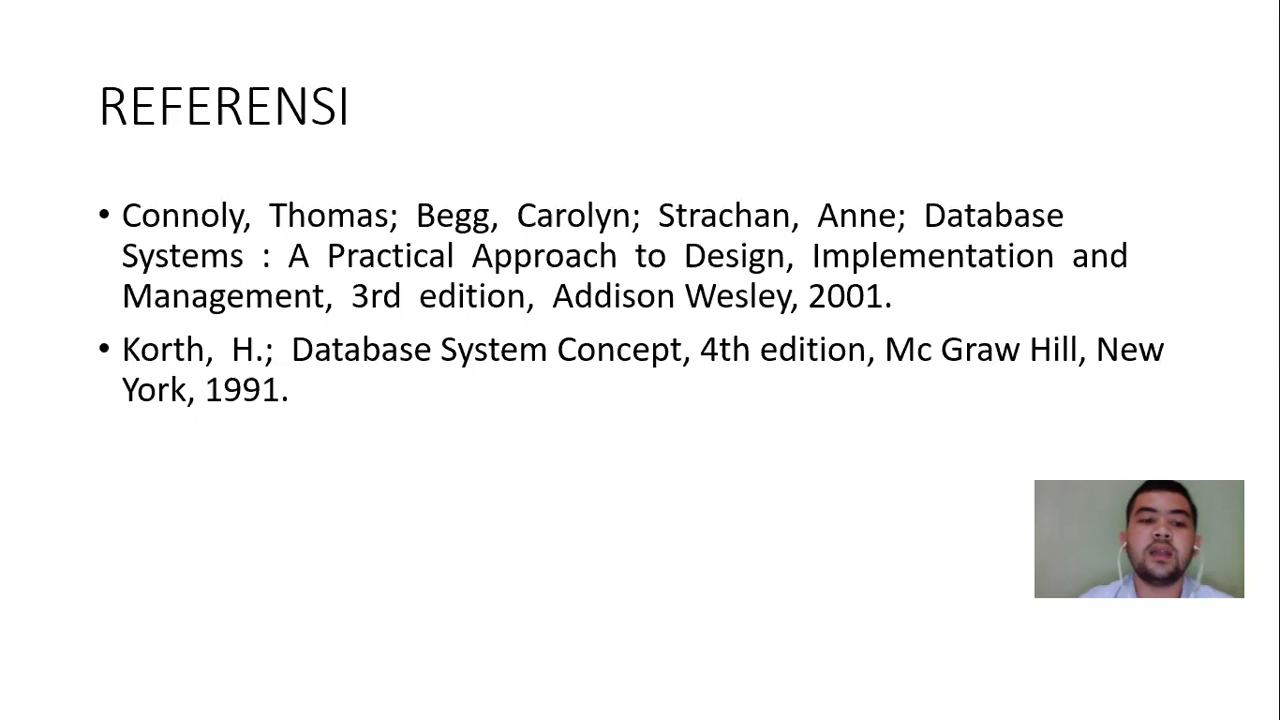 REFERENSI
• Connoly, Thomas; Begg, Carolyn; Strachan, Anne; Database
Systems : A Practical Approach to Design, Implementation and
Management, 3rd edition, Addison Wesley, 2001.
• Korth, H.; Database System Concept, 4th edition, Mc Graw Hill, New
York, 1991.